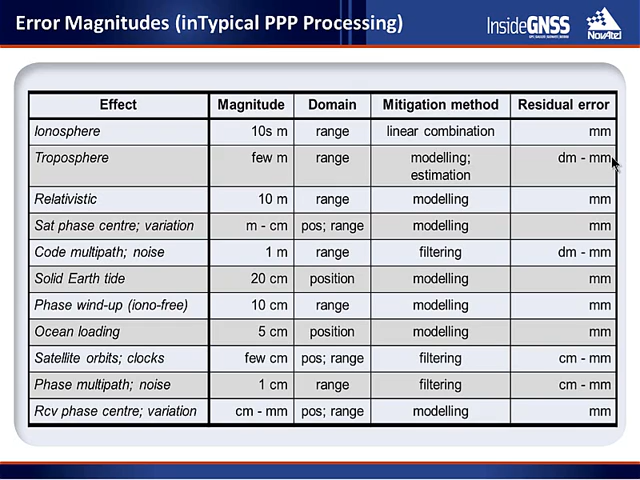 Error Magnitudes (inTypical PPP Processing)
InsideGNSS
NovAtel
Effect Magnitude Domain Mitigation method Residual error
Ionosphere 10s m range linear combination mm
Troposphere few m range modelling; estimation dm - mm
Relativistic 10 m range modelling mm
Sat phase centre; variation m - cm pos; range modelling mm
Code multipath; noise 1 m range filtering dm - mm
Solid Earth tide 20 cm position modelling mm
Phase wind-up (iono-free) 10 cm range modelling mm
Ocean loading 5 cm position modelling mm
Satellite orbits; clocks few cm pos; range filtering cm - mm
Phase multipath; noise 1 cm range filtering cm - mm
Rcv phase centre; variation cm - mm pos; range modelling mm